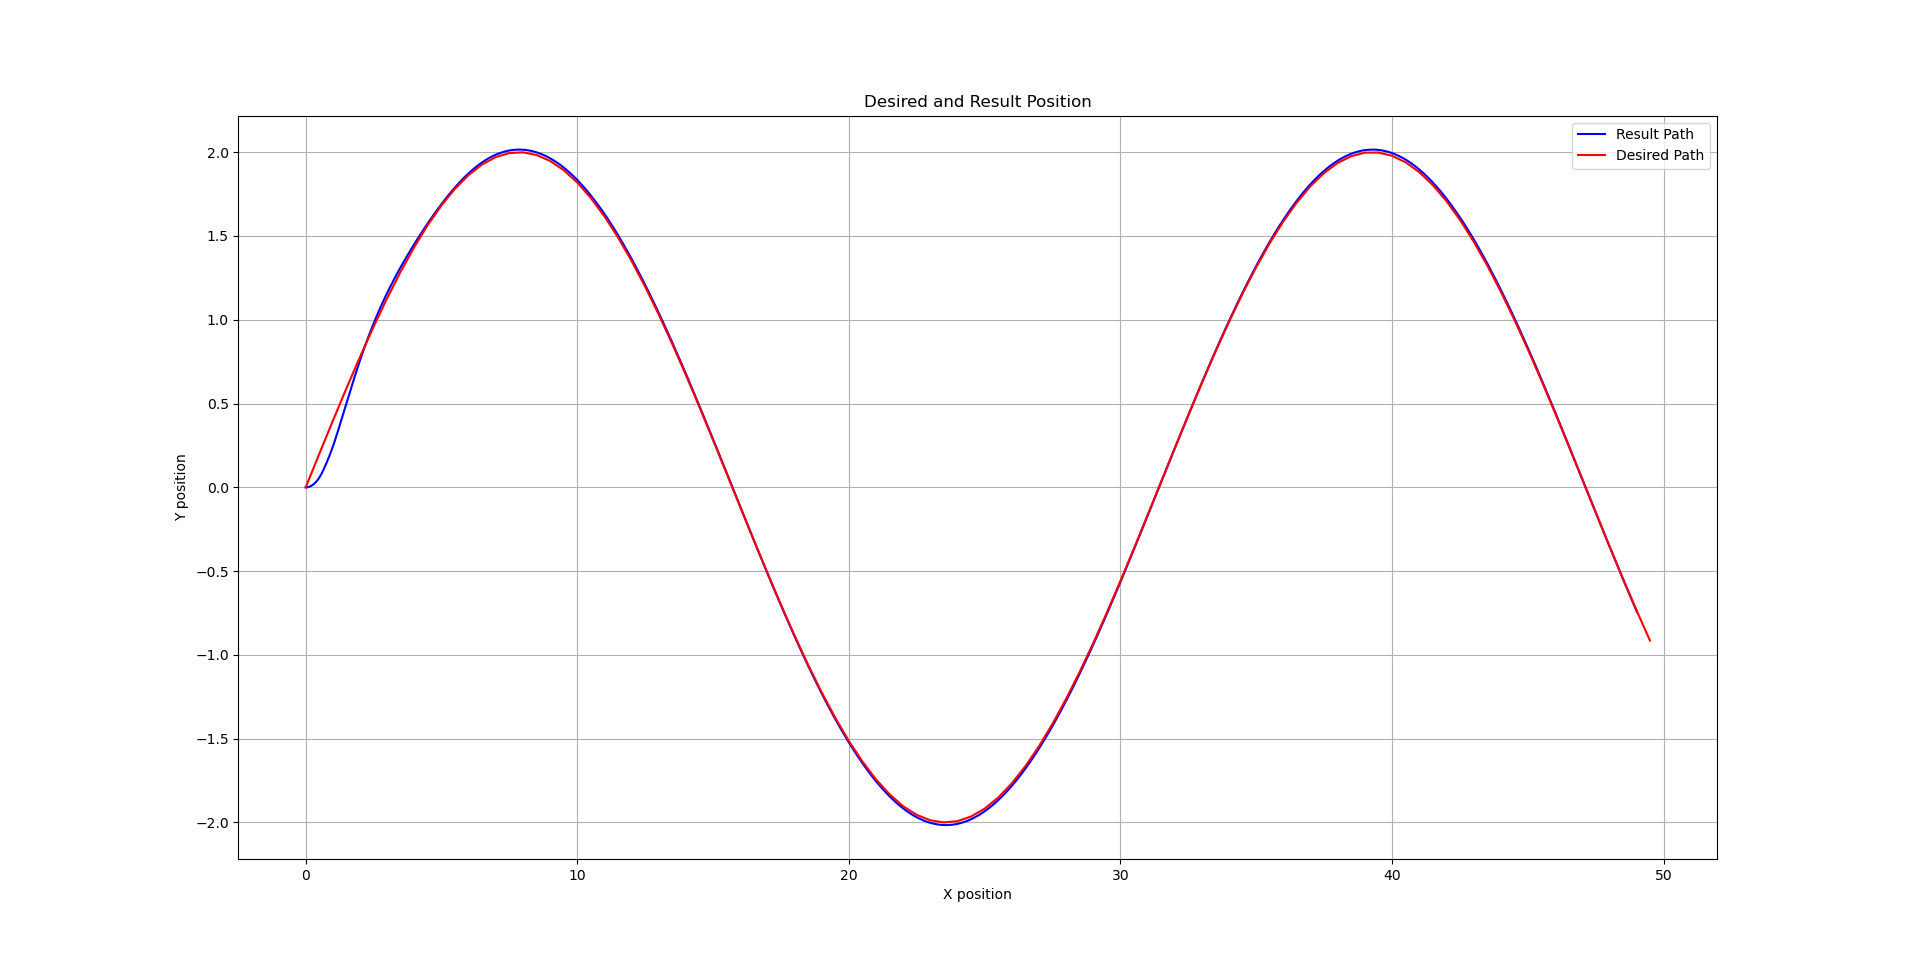 Desired and Result Position
Result Path
Desired Path
2.0
1.5
1.0
0.5
0.0
−0.5
−1.0
−1.5
−2.0
Y position
0 10 20 30 40 50
X position